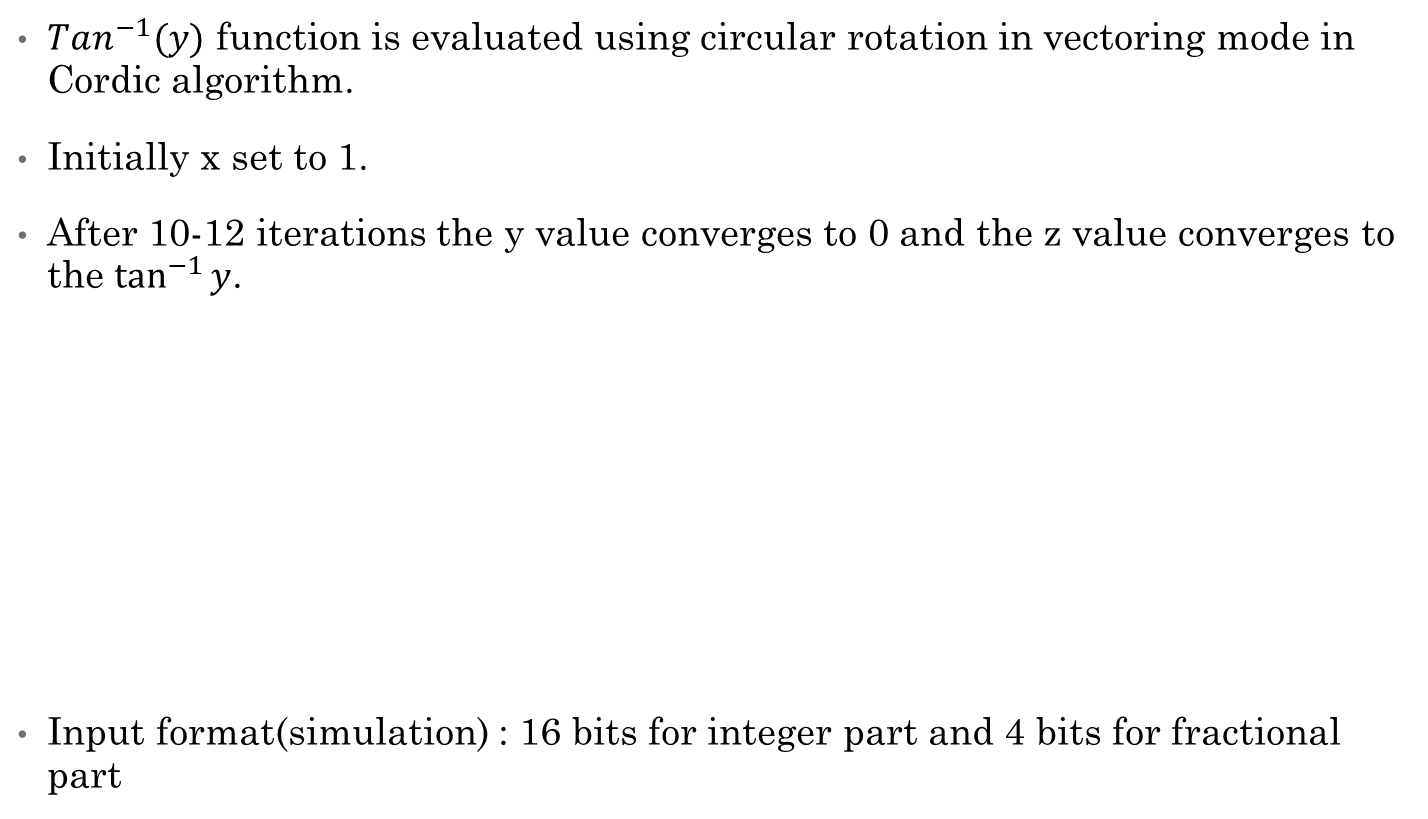 • Tan⁻¹(y) function is evaluated using circular rotation in vectoring mode in
Cordic algorithm.
• Initially x set to 1.
• After 10-12 iterations the y value converges to 0 and the z value converges to
the tan⁻¹ y.
• Input format(simulation) : 16 bits for integer part and 4 bits for fractional
part